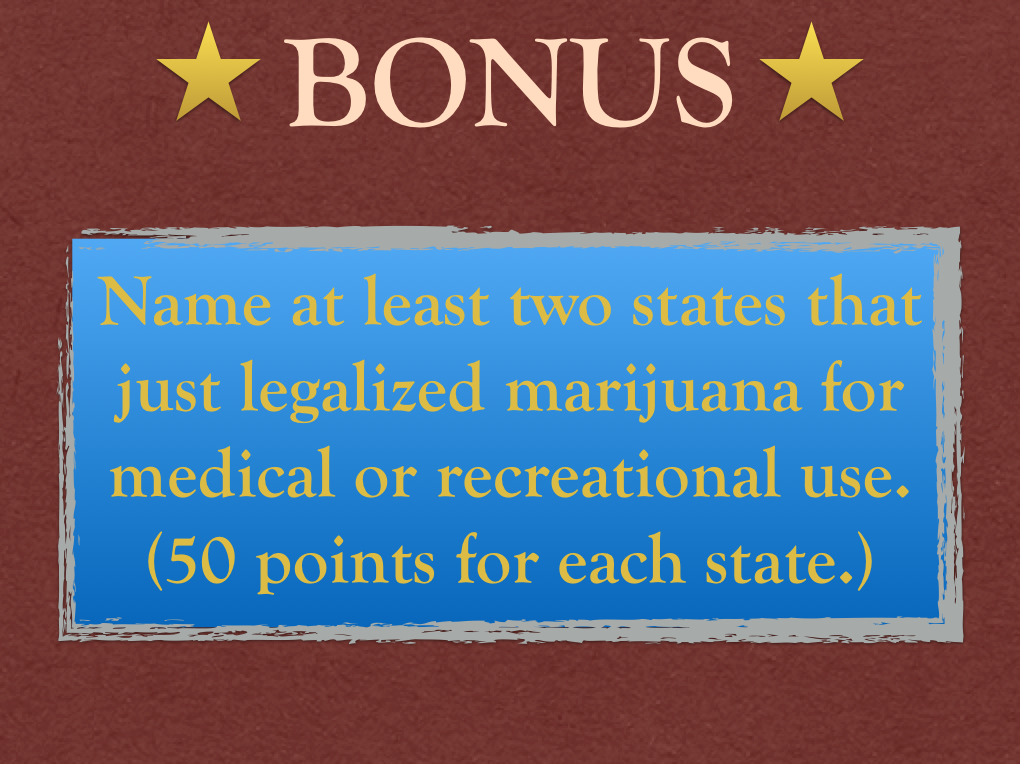 BONUS
Name at least two states that
just legalized marijuana for
medical or recreational use.
(50 points for each state.)